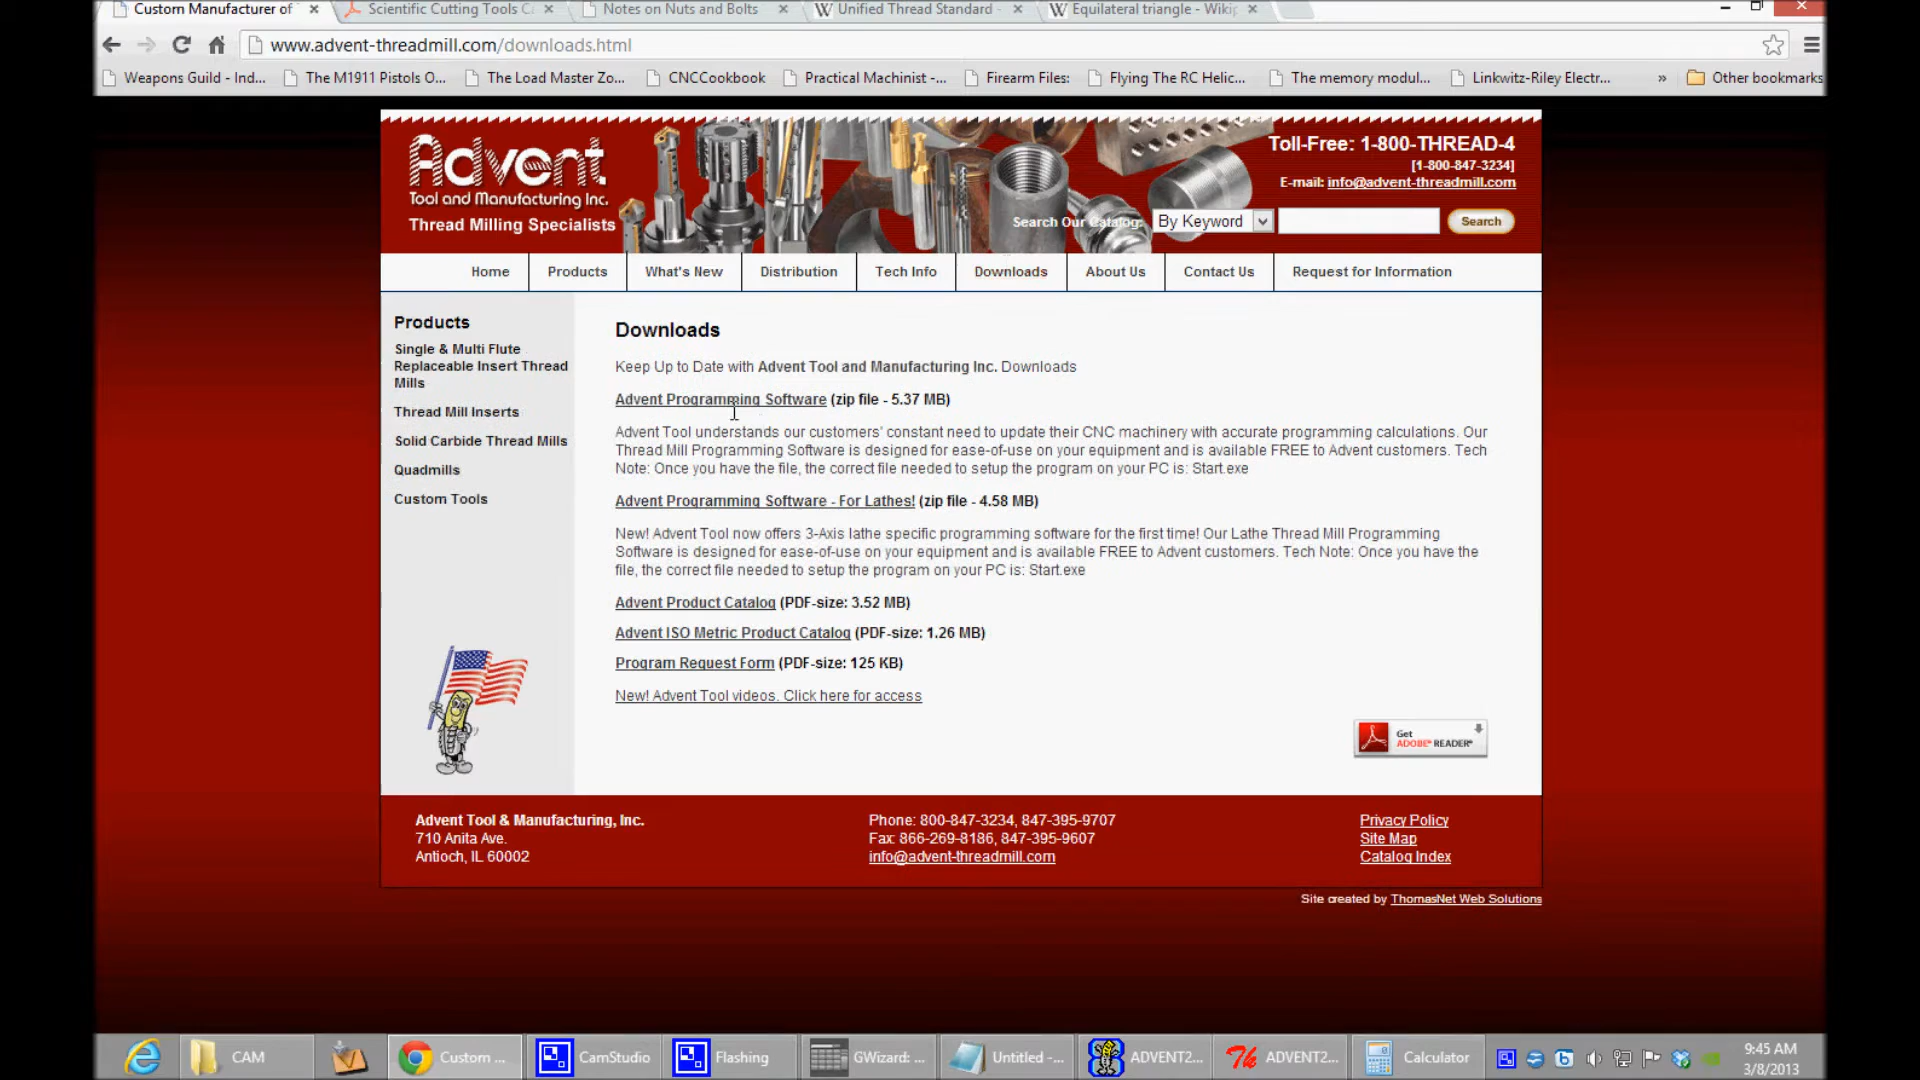 Custom Manufacturer of
Scientific Cutting Tools C
Notes on Nuts and Bolts
Unified Thread Standard -
Equilateral triangle - Wikip
www.advent-threadmill.com/downloads.html
Weapons Guild - Ind...
The M1911 Pistols O...
The Load Master Zo...
CNCCookbook
Practical Machinist -...
Firearm Files:
Flying The RC Helic...
The memory modul...
Linkwitz-Riley Electr...
»
Other bookmarks
Advent
Tool and Manufacturing Inc.
Thread Milling Specialists
Toll-Free: 1-800-THREAD-4
[1-800-847-3234]
E-mail: info@advent-threadmill.com
Search Our Catalog: By Keyword Search
Home
Products
What's New
Distribution
Tech Info
Downloads
About Us
Contact Us
Request for Information
Products
Single & Multi Flute
Replaceable Insert Thread
Mills
Thread Mill Inserts
Solid Carbide Thread Mills
Quadmills
Custom Tools
Downloads
Keep Up to Date with Advent Tool and Manufacturing Inc. Downloads
Advent Programming Software (zip file - 5.37 MB)
Advent Tool understands our customers' constant need to update their CNC machinery with accurate programming calculations. Our
Thread Mill Programming Software is designed for ease-of-use on your equipment and is available FREE to Advent customers. Tech
Note: Once you have the file, the correct file needed to setup the program on your PC is: Start.exe
Advent Programming Software - For Lathes! (zip file - 4.58 MB)
New! Advent Tool now offers 3-Axis lathe specific programming software for the first time! Our Lathe Thread Mill Programming
Software is designed for ease-of-use on your equipment and is available FREE to Advent customers. Tech Note: Once you have the
file, the correct file needed to setup the program on your PC is: Start.exe
Advent Product Catalog (PDF-size: 3.52 MB)
Advent ISO Metric Product Catalog (PDF-size: 1.26 MB)
Program Request Form (PDF-size: 125 KB)
New! Advent Tool videos. Click here for access
Get
ADOBE® READER®
Advent Tool & Manufacturing, Inc.
710 Anita Ave.
Antioch, IL 60002
Phone: 800-847-3234, 847-395-9707
Fax: 866-269-8186, 847-395-9607
info@advent-threadmill.com
Privacy Policy
Site Map
Catalog Index
Site created by ThomasNet Web Solutions
CAM
Custom ...
CamStudio
Flashing
GWizard: ...
Untitled -...
ADVENT2...
ADVENT2...
Calculator
9:45 AM
3/8/2013